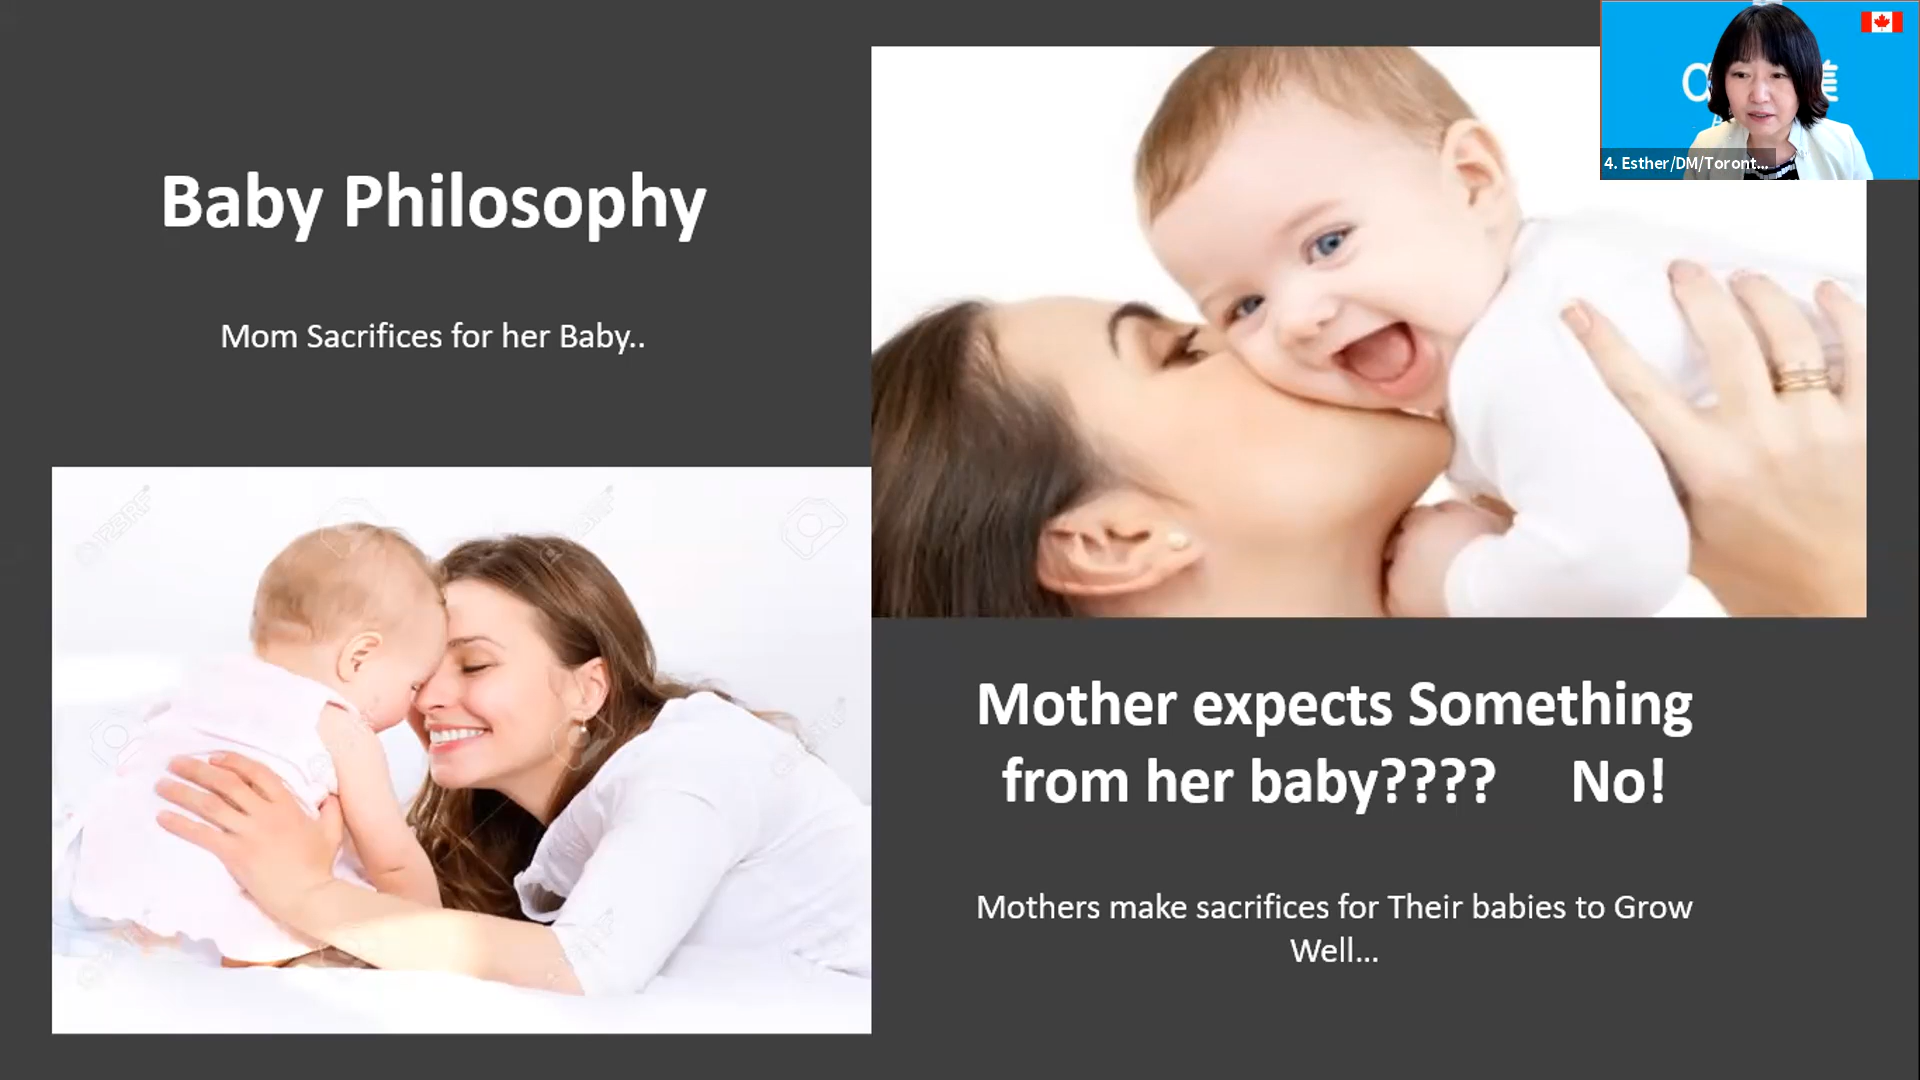 Baby Philosophy
Mom Sacrifices for her Baby..
Mother expects Something
from her baby???? No!
Mothers make sacrifices for Their babies to Grow
Well...
4. Esther/DM/Toront...
123RF